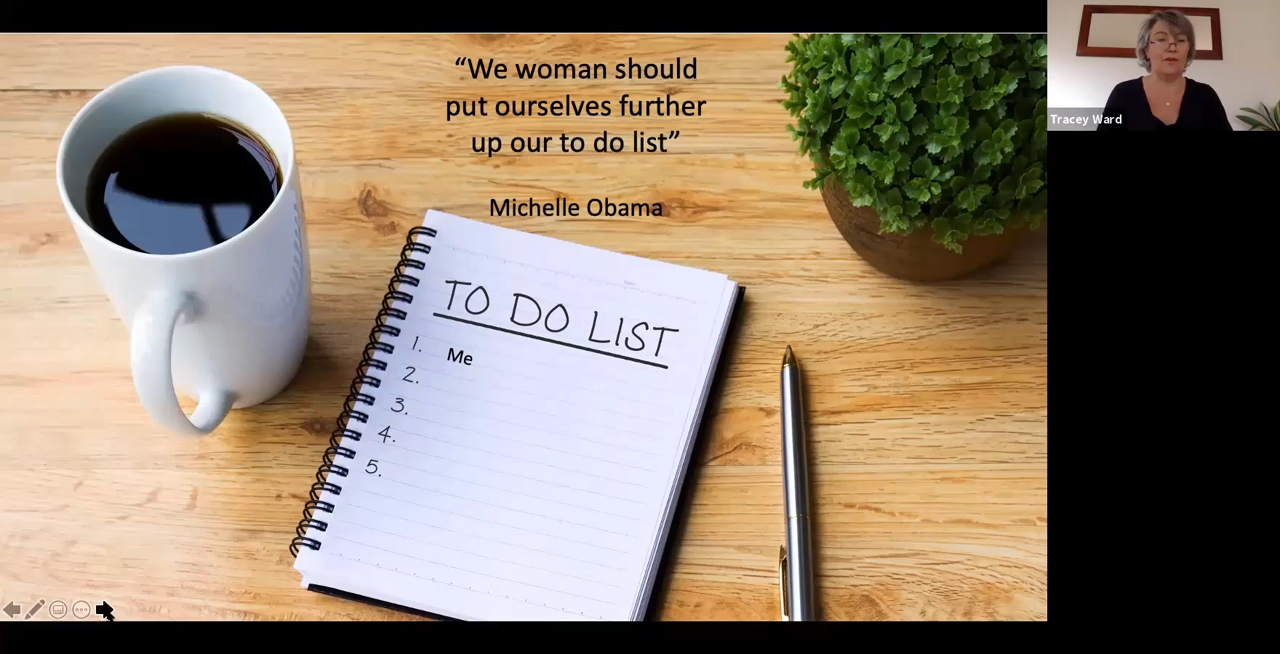 “We woman should
put ourselves further
up our to do list”
Michelle Obama
TO DO LIST
1. Me
2.
3.
4.
5.
Tracey Ward